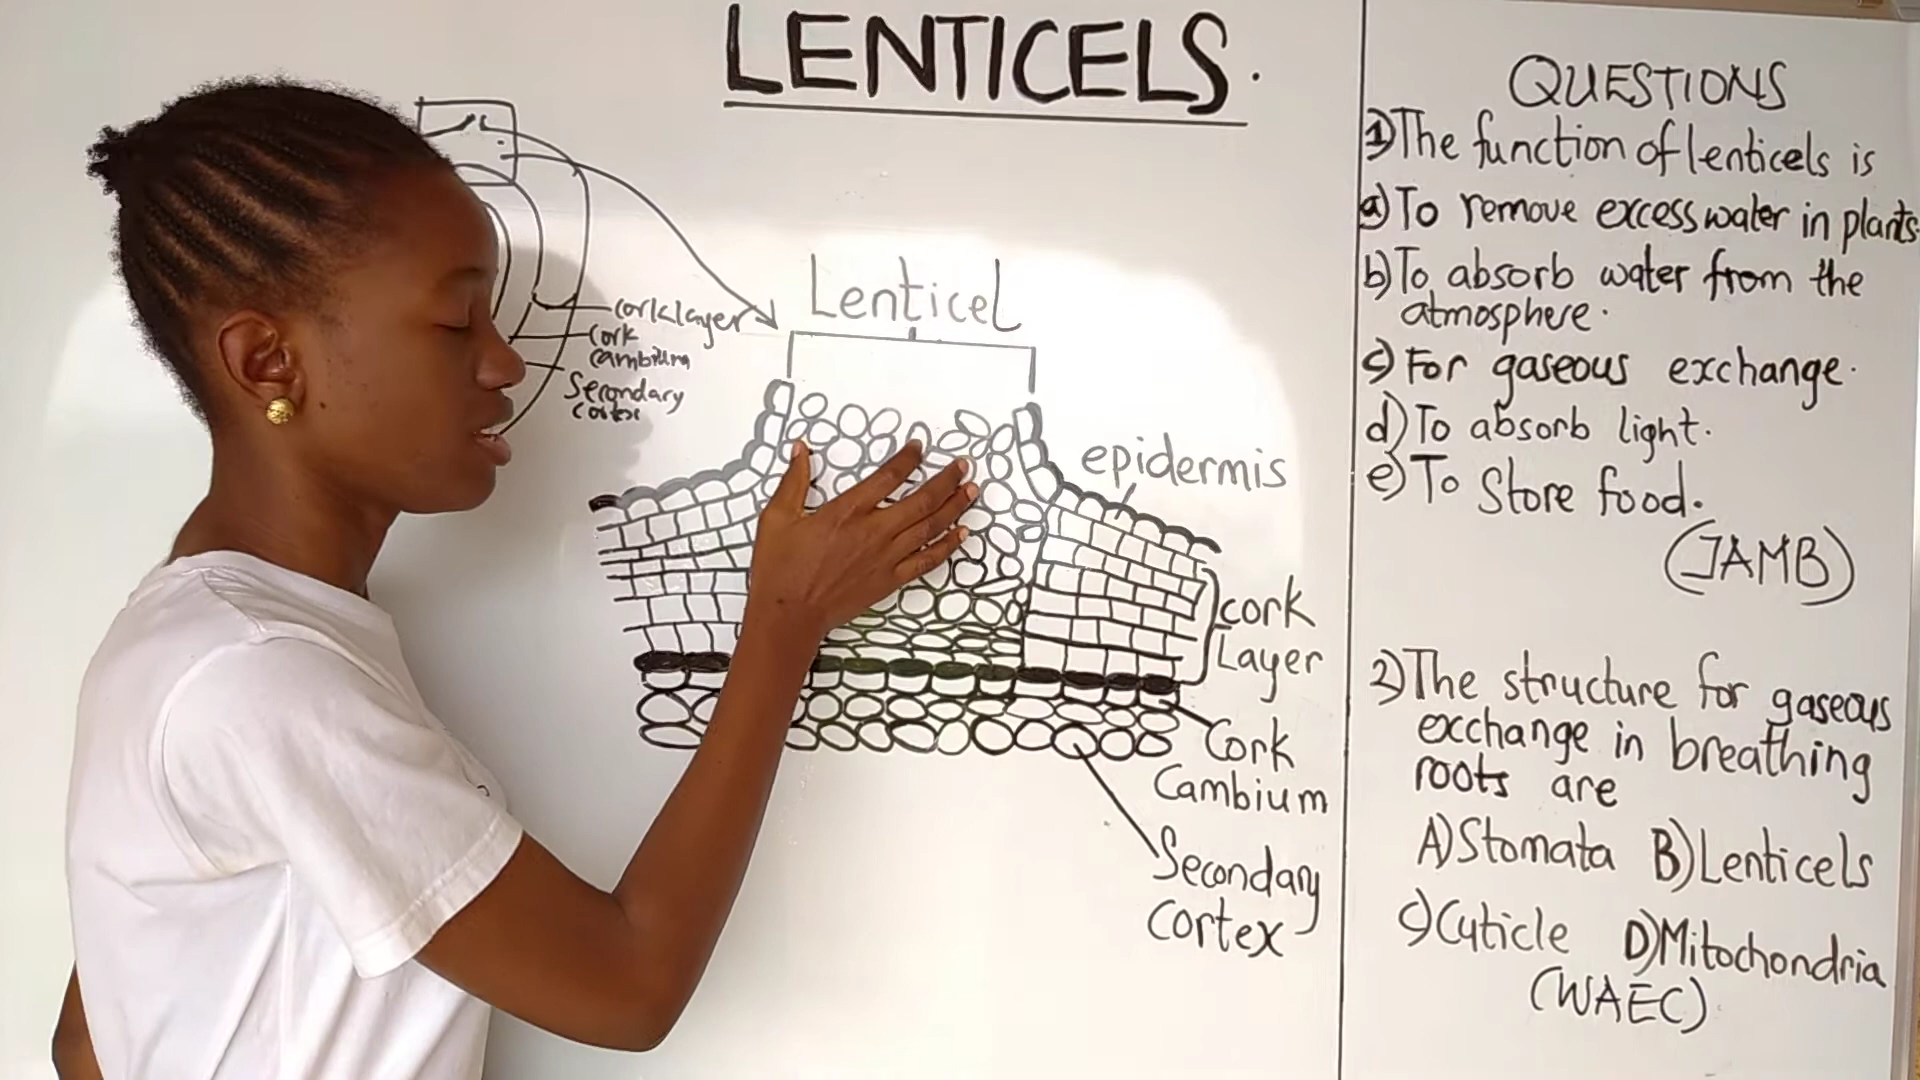 LENTICELS.
cork layer
Cork
cambium
Secondary
cortex
Lenticel
epidermis
cork
Layer
Cork
Cambium
Secondary
cortex
QUESTIONS
1) The function of lenticels is
a) To remove excess water in plants.
b) To absorb water from the
atmosphere.
c) For gaseous exchange.
d) To absorb light.
e) To store food.
(JAMB)
2) The structure for gaseous
exchange in breathing
roots are
A) Stomata B) Lenticels
C) Cuticle D) Mitochondria
(WAEC)